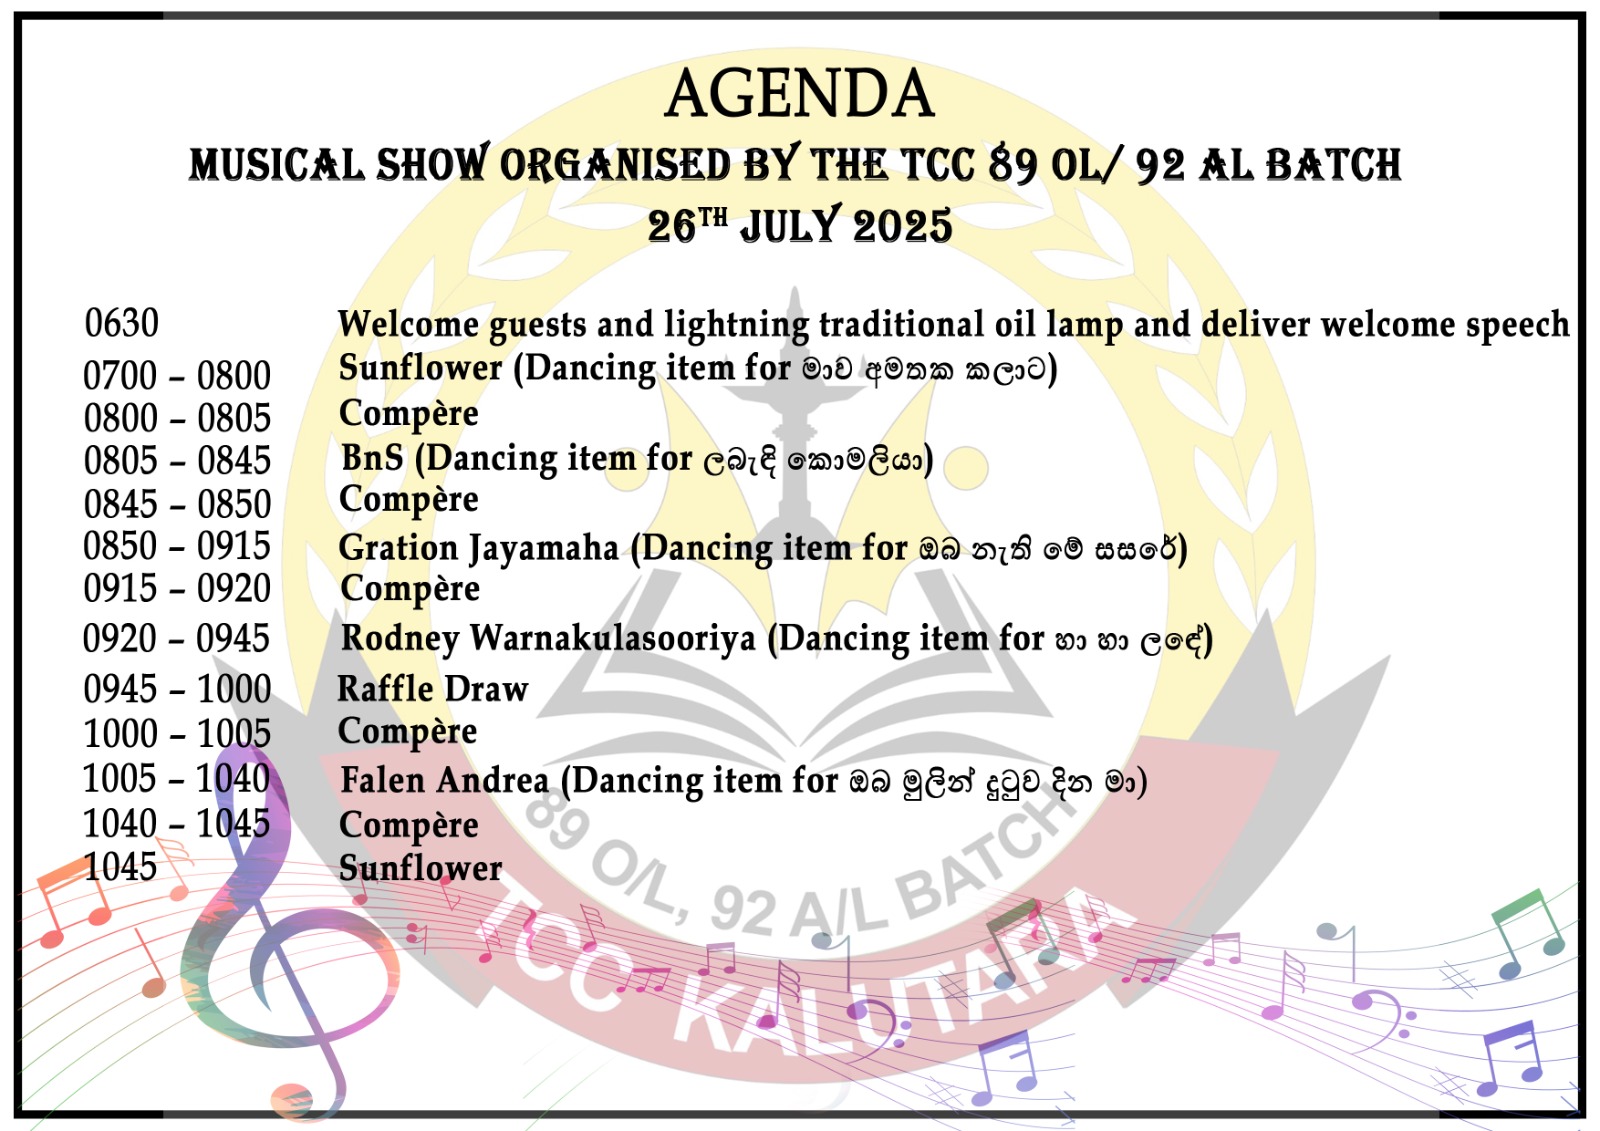 AGENDA
MUSICAL SHOW ORGANISED BY THE TCC 89 OL/ 92 AL BATCH
26TH JULY 2025
0630 Welcome guests and lightning traditional oil lamp and deliver welcome speech
0700 – 0800 Sunflower (Dancing item for මාව අමතක කලාට)
0800 – 0805 Compère
0805 – 0845 BnS (Dancing item for ලබැඳි කොමලියා)
0845 – 0850 Compère
0850 – 0915 Gration Jayamaha (Dancing item for ඔබ නැති මේ සසරේ)
0915 – 0920 Compère
0920 – 0945 Rodney Warnakulasooriya (Dancing item for හා හා ලඳේ)
0945 – 1000 Raffle Draw
1000 – 1005 Compère
1005 – 1040 Falen Andrea (Dancing item for ඔබ මුලින් දුටුව දින මා)
1040 – 1045 Compère
1045 Sunflower
89 O/L, 92 A/L BATCH
TCC KALUTARA